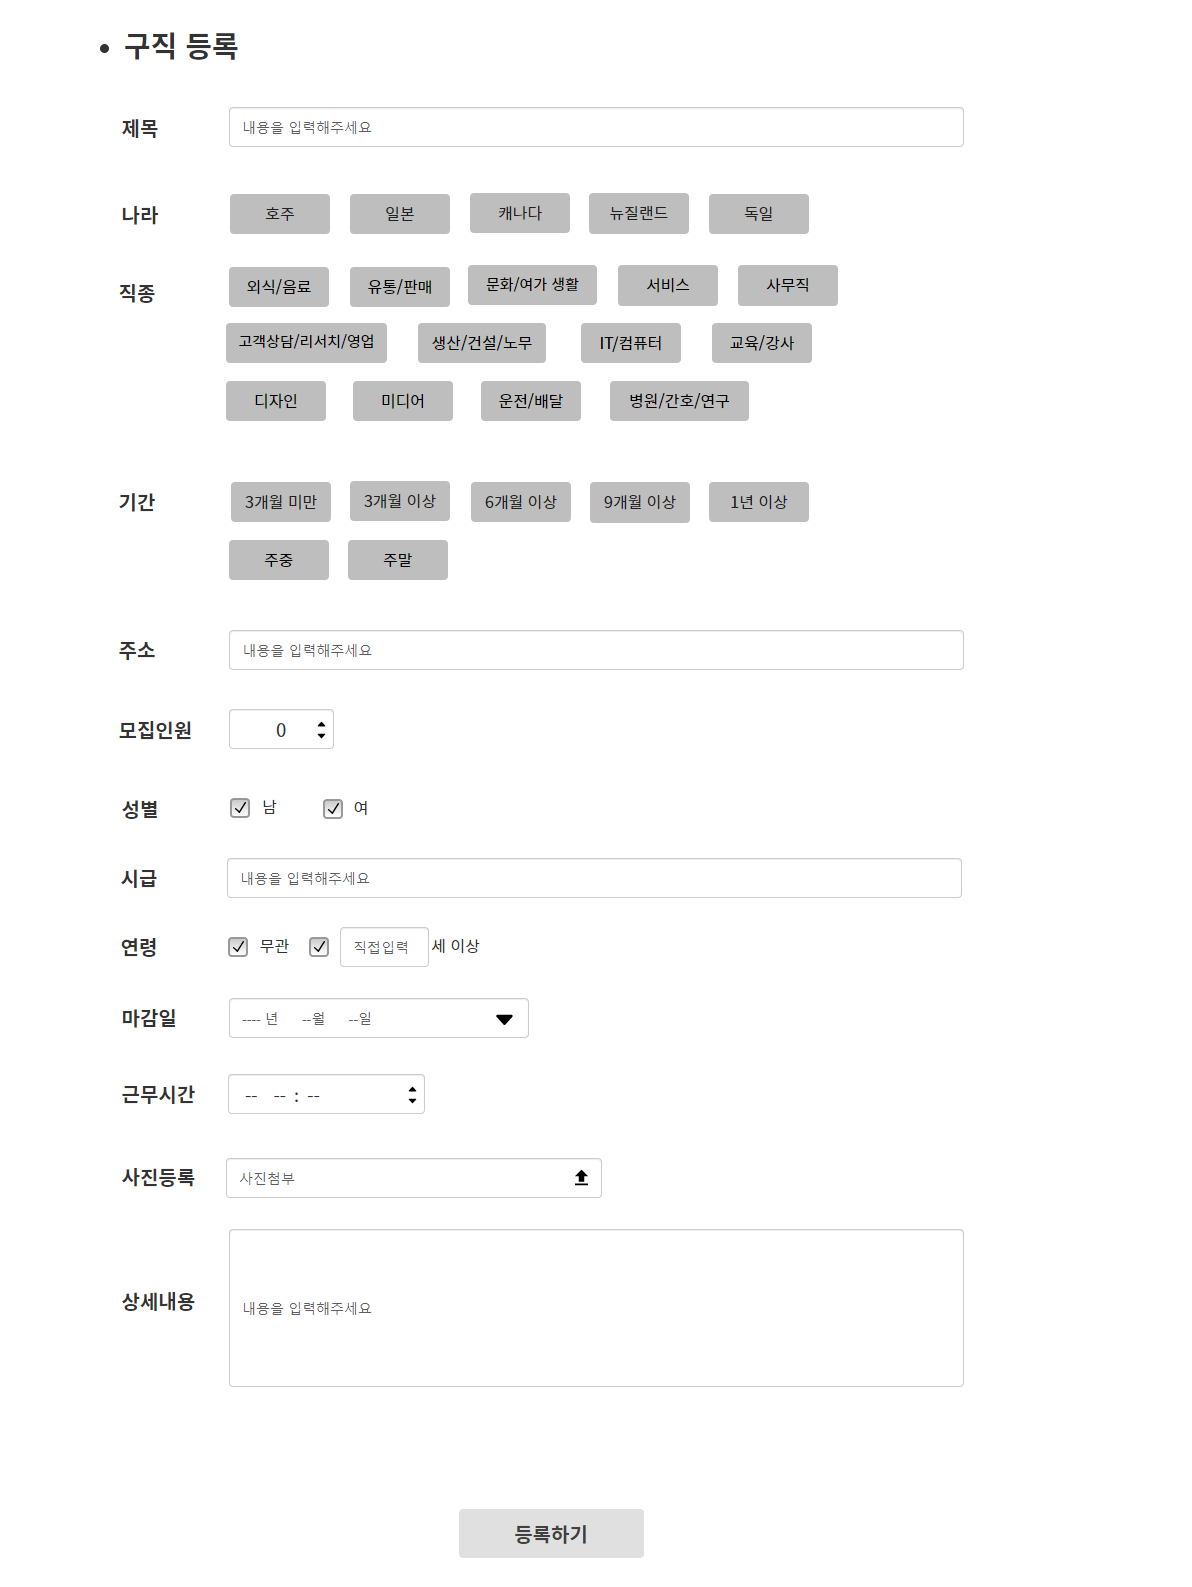 • 구직 등록
제목 내용을 입력해주세요
나라 호주 일본 캐나다 뉴질랜드 독일
직종 외식/음료 유통/판매 문화/여가 생활 서비스 사무직
고객상담/리서치/영업 생산/건설/노무 IT/컴퓨터 교육/강사
디자인 미디어 운전/배달 병원/간호/연구
기간 3개월 미만 3개월 이상 6개월 이상 9개월 이상 1년 이상
주중 주말
주소 내용을 입력해주세요
모집인원 0
성별 남 여
시급 내용을 입력해주세요
연령 무관 직접입력 세 이상
마감일 ---- 년 --월 --일
근무시간 -- -- : --
사진등록 사진첨부
상세내용 내용을 입력해주세요
등록하기